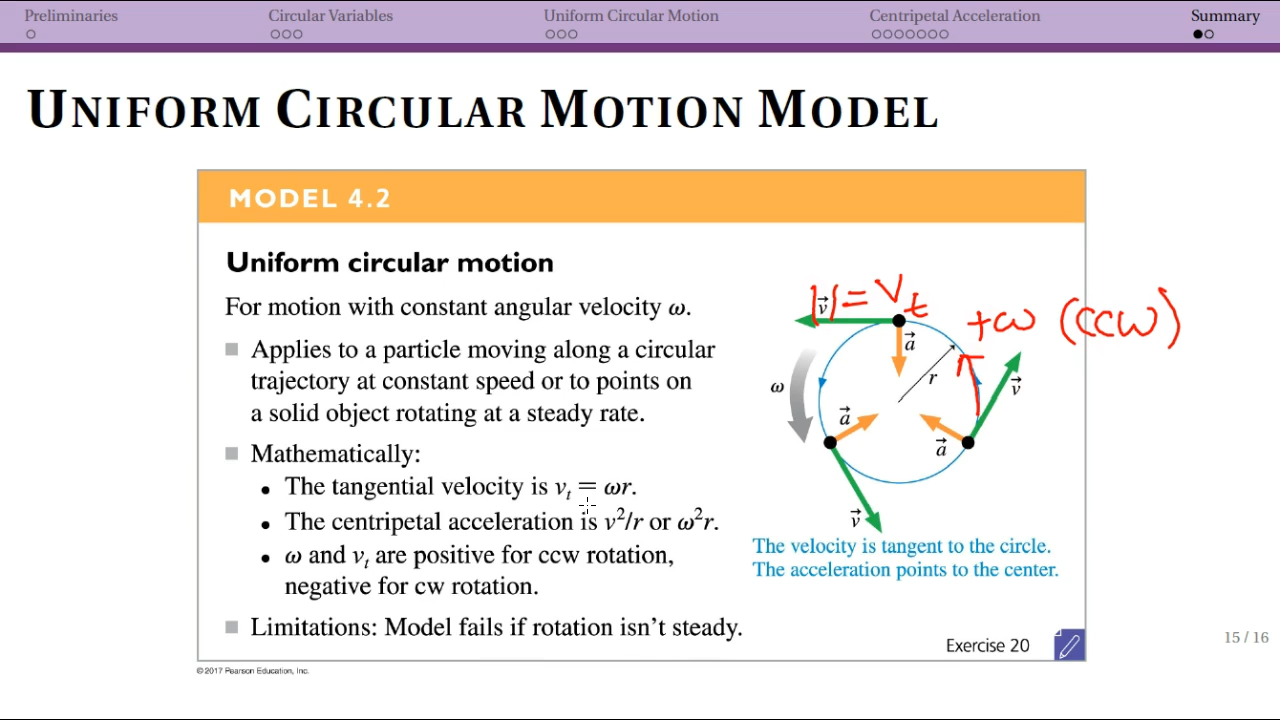 Preliminaries
Circular Variables
Uniform Circular Motion
Centripetal Acceleration
Summary
UNIFORM CIRCULAR MOTION MODEL
MODEL 4.2
Uniform circular motion
For motion with constant angular velocity ω.
Applies to a particle moving along a circular
trajectory at constant speed or to points on
a solid object rotating at a steady rate.
Mathematically:
• The tangential velocity is vₜ = ωr.
• The centripetal acceleration is v²/r or ω²r.
• ω and vₜ are positive for ccw rotation,
negative for cw rotation.
Limitations: Model fails if rotation isn't steady.
|v⃗| = vₜ
+ω (CCW)
a⃗
r
ω
v⃗
a⃗
a⃗
v⃗
The velocity is tangent to the circle.
The acceleration points to the center.
Exercise 20
15 / 16
© 2017 Pearson Education, Inc.